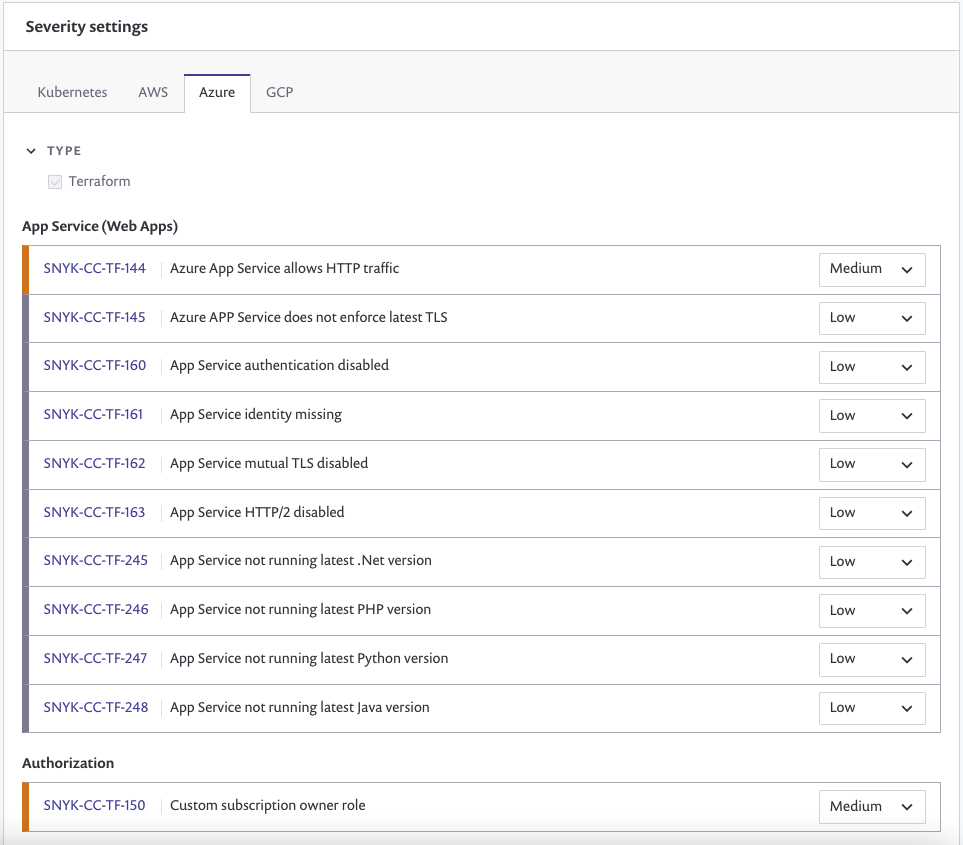 Severity settings
Kubernetes AWS Azure GCP
TYPE
Terraform
App Service (Web Apps)
SNYK-CC-TF-144 Azure App Service allows HTTP traffic Medium
SNYK-CC-TF-145 Azure APP Service does not enforce latest TLS Low
SNYK-CC-TF-160 App Service authentication disabled Low
SNYK-CC-TF-161 App Service identity missing Low
SNYK-CC-TF-162 App Service mutual TLS disabled Low
SNYK-CC-TF-163 App Service HTTP/2 disabled Low
SNYK-CC-TF-245 App Service not running latest .Net version Low
SNYK-CC-TF-246 App Service not running latest PHP version Low
SNYK-CC-TF-247 App Service not running latest Python version Low
SNYK-CC-TF-248 App Service not running latest Java version Low
Authorization
SNYK-CC-TF-150 Custom subscription owner role Medium